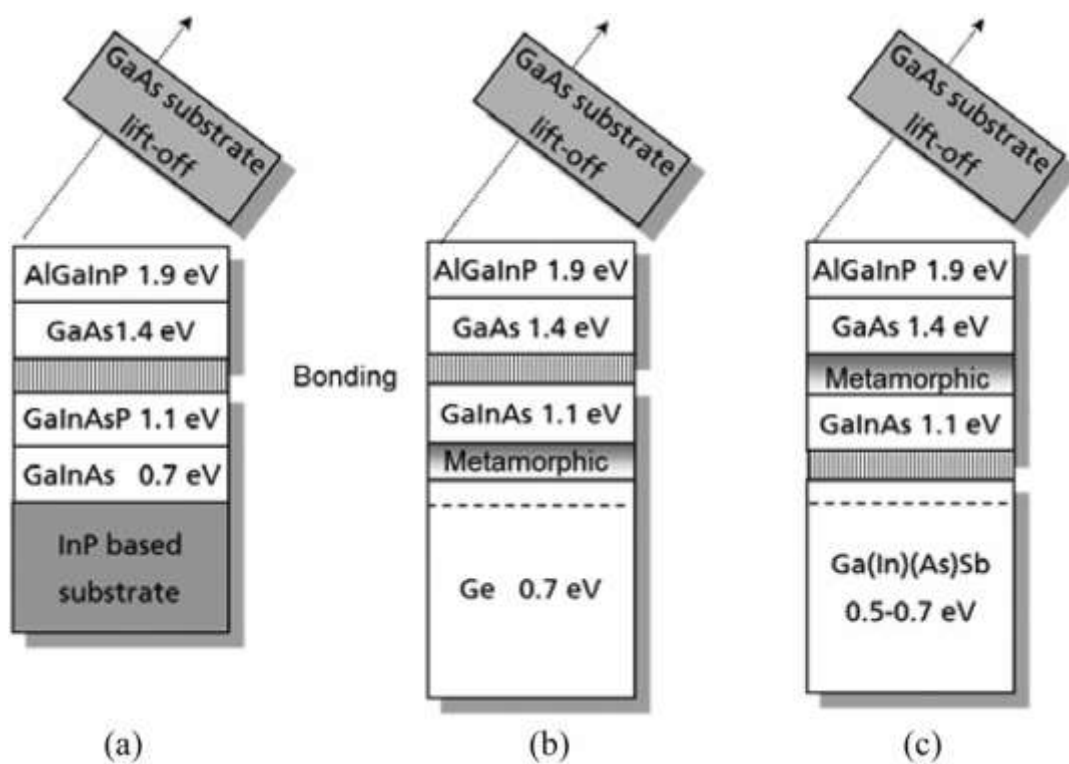 GaAs substrate
lift-off
AlGaInP 1.9 eV
GaAs1.4 eV
GaInAsP 1.1 eV
GaInAs 0.7 eV
InP based
substrate
(a)
GaAs substrate
lift-off
AlGaInP 1.9 eV
GaAs 1.4 eV
Bonding
GaInAs 1.1 eV
Metamorphic
Ge 0.7 eV
(b)
GaAs substrate
lift-off
AlGaInP 1.9 eV
GaAs 1.4 eV
Metamorphic
GaInAs 1.1 eV
Ga(In)(As)Sb
0.5-0.7 eV
(c)